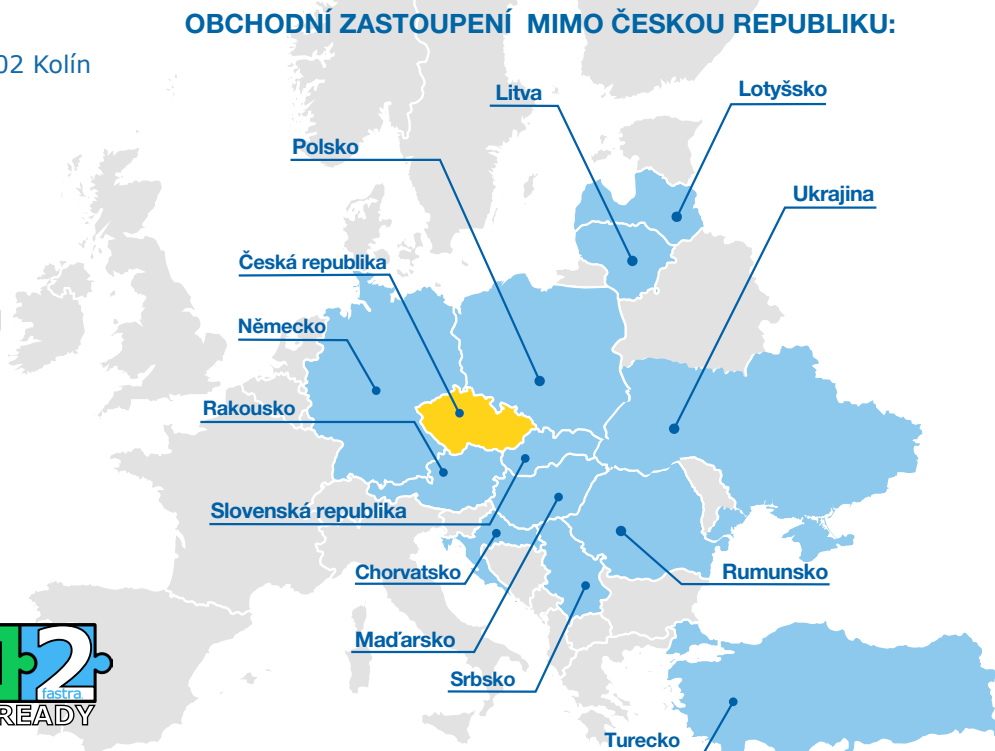 OBCHODNÍ ZASTOUPENÍ MIMO ČESKOU REPUBLIKU:
02 Kolín
Litva
Lotyšsko
Polsko
Ukrajina
Česká republika
Německo
Rakousko
Slovenská republika
Chorvatsko
Rumunsko
Maďarsko
Srbsko
2
fastra
READY
Turecko